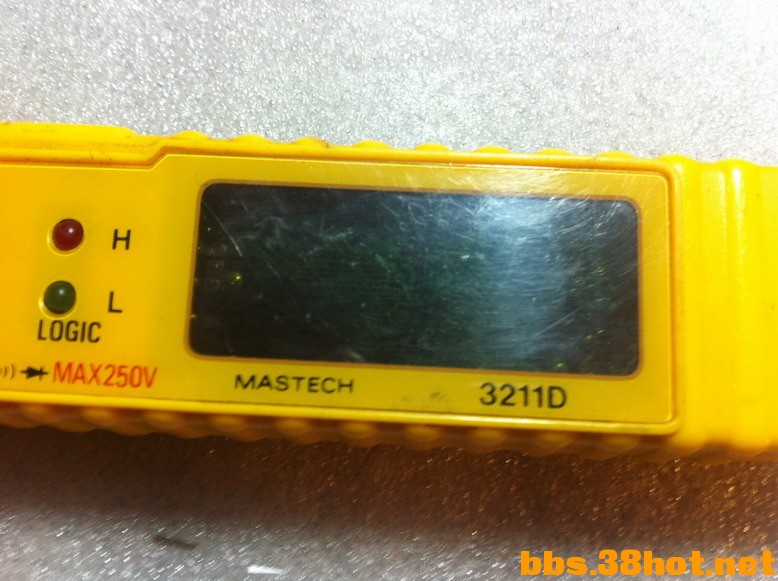 H
L
LOGIC
MAX250V
MASTECH
3211D
bbs.38hot.net